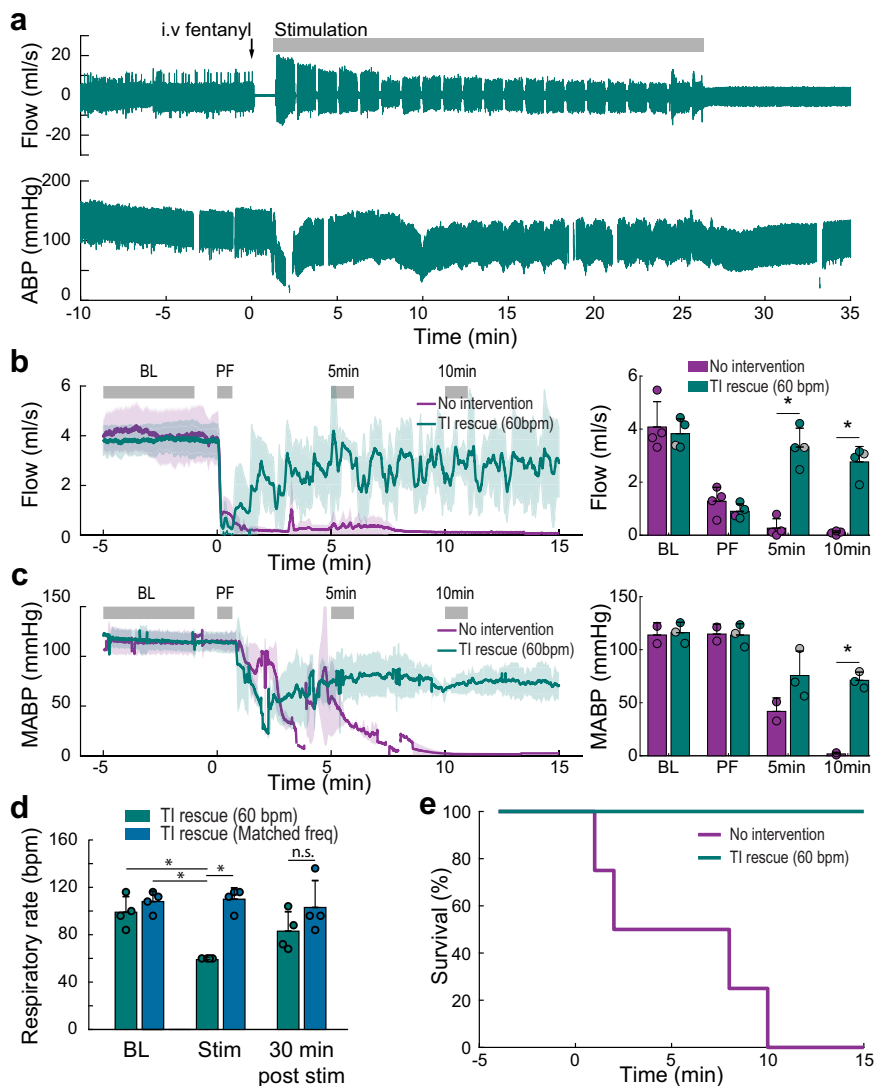 a
i.v fentanyl
Stimulation
Flow (ml/s)
20
0
-20
ABP (mmHg)
200
100
0
-10 -5 0 5 10 15 20 25 30 35
Time (min)
b
BL PF 5min 10min
No intervention
TI rescue (60bpm)
Flow (ml/s)
6
4
2
0
-5 0 5 10 15
Time (min)
No intervention
TI rescue (60 bpm)
* *
Flow (ml/s)
6
4
2
0
BL PF 5min 10min
c
BL PF 5min 10min
No intervention
TI rescue (60bpm)
MABP (mmHg)
150
100
50
0
-5 0 5 10 15
Time (min)
*
MABP (mmHg)
150
100
50
0
BL PF 5min 10min
d
TI rescue (60 bpm)
TI rescue (Matched freq)
* * * n.s.
Respiratory rate (bpm)
160
120
80
40
0
BL Stim 30 min
post stim
e
No intervention
TI rescue (60 bpm)
Survival (%)
100
80
60
40
20
0
-5 0 5 10 15
Time (min)